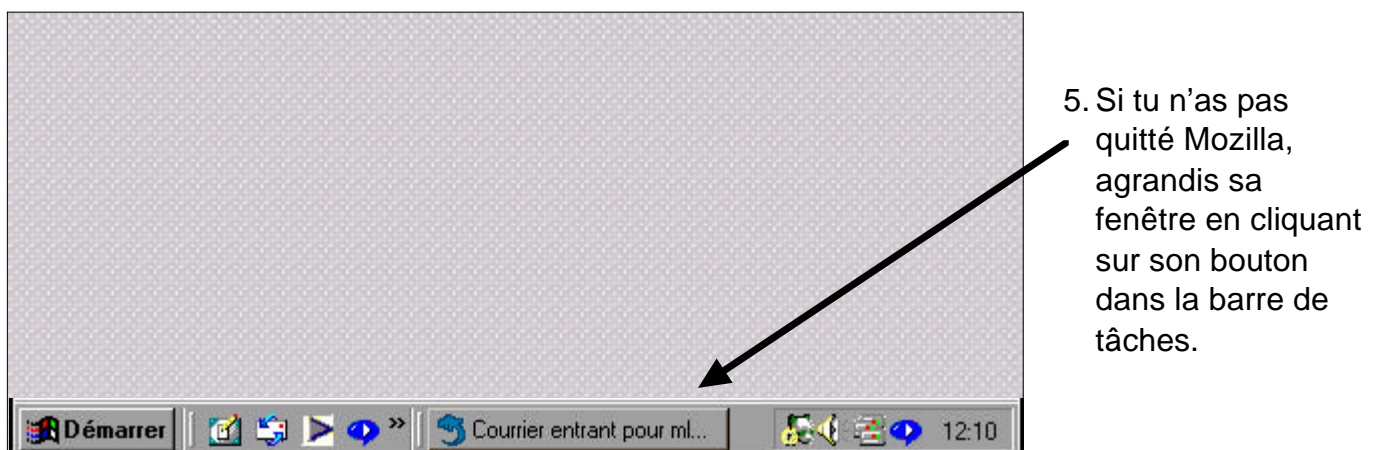 5. Si tu n’as pas
quitté Mozilla,
agrandis sa
fenêtre en cliquant
sur son bouton
dans la barre de
tâches.
Démarrer » Courrier entrant pour ml... 12:10